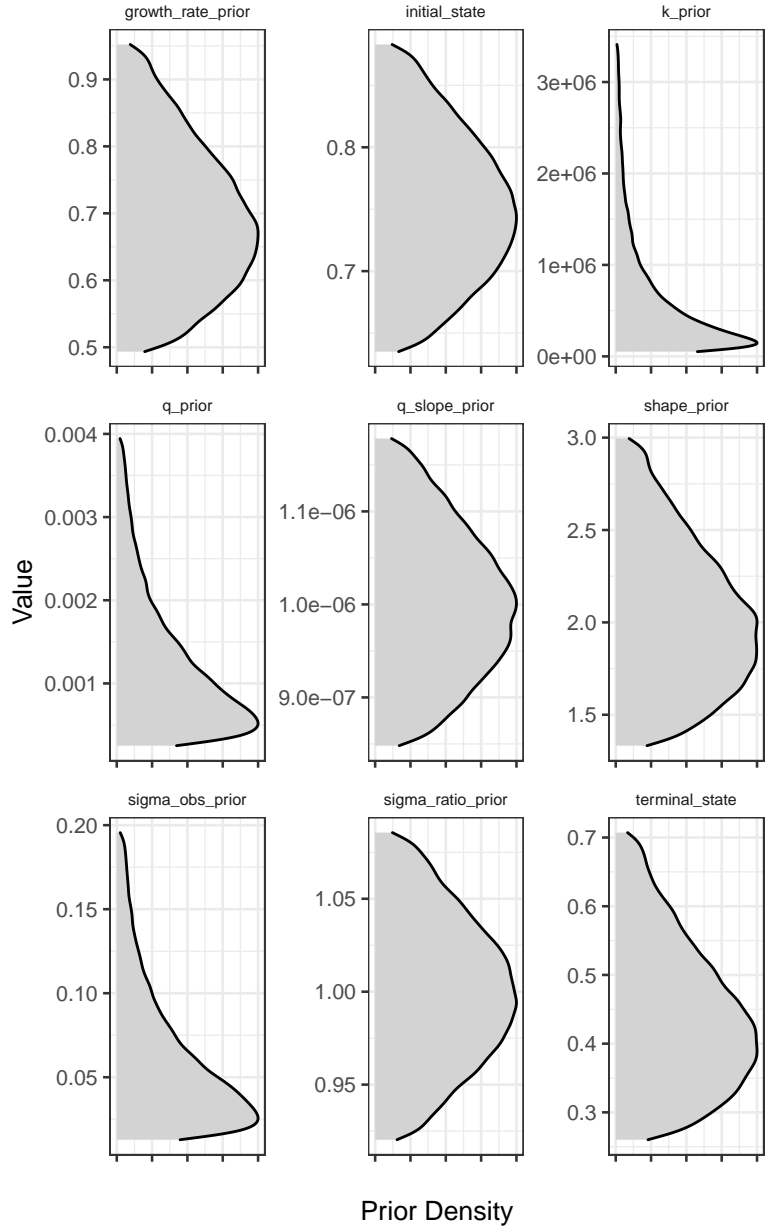 growth_rate_prior
0.9
0.8
0.7
0.6
0.5
initial_state
0.8
0.7
k_prior
3e+06
2e+06
1e+06
0e+00
q_prior
0.004
0.003
0.002
0.001
q_slope_prior
1.1e−06
1.0e−06
9.0e−07
shape_prior
3.0
2.5
2.0
1.5
sigma_obs_prior
0.20
0.15
0.10
0.05
sigma_ratio_prior
1.05
1.00
0.95
terminal_state
0.7
0.6
0.5
0.4
0.3
Value
Prior Density